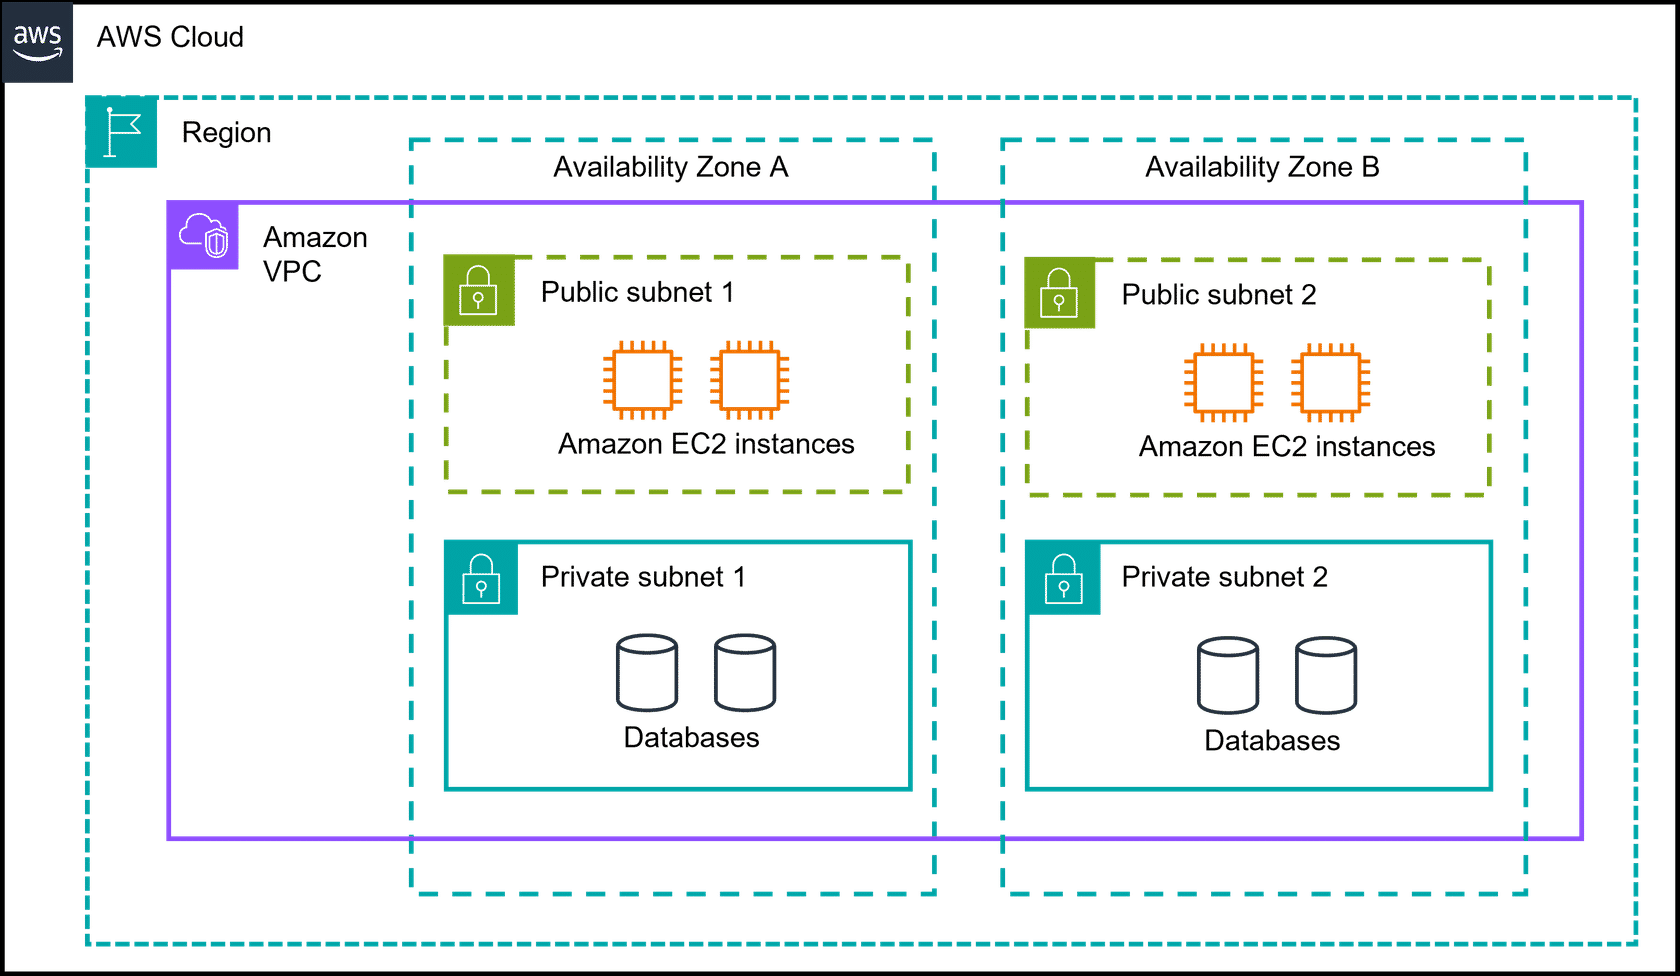 aws
AWS Cloud
Region
Availability Zone A
Availability Zone B
Amazon
VPC
Public subnet 1
Amazon EC2 instances
Public subnet 2
Amazon EC2 instances
Private subnet 1
Databases
Private subnet 2
Databases